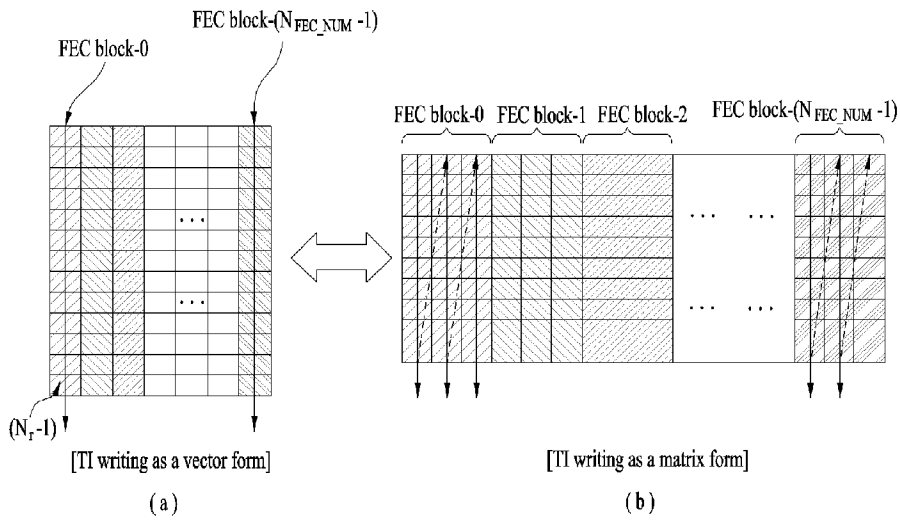 FEC block-(N_FEC_NUM -1)
FEC block-0
FEC block-0 FEC block-1 FEC block-2 FEC block-(N_FEC_NUM -1)
... ... ...
... ... ...
(N_r -1)
[TI writing as a vector form] [TI writing as a matrix form]
(a) (b)